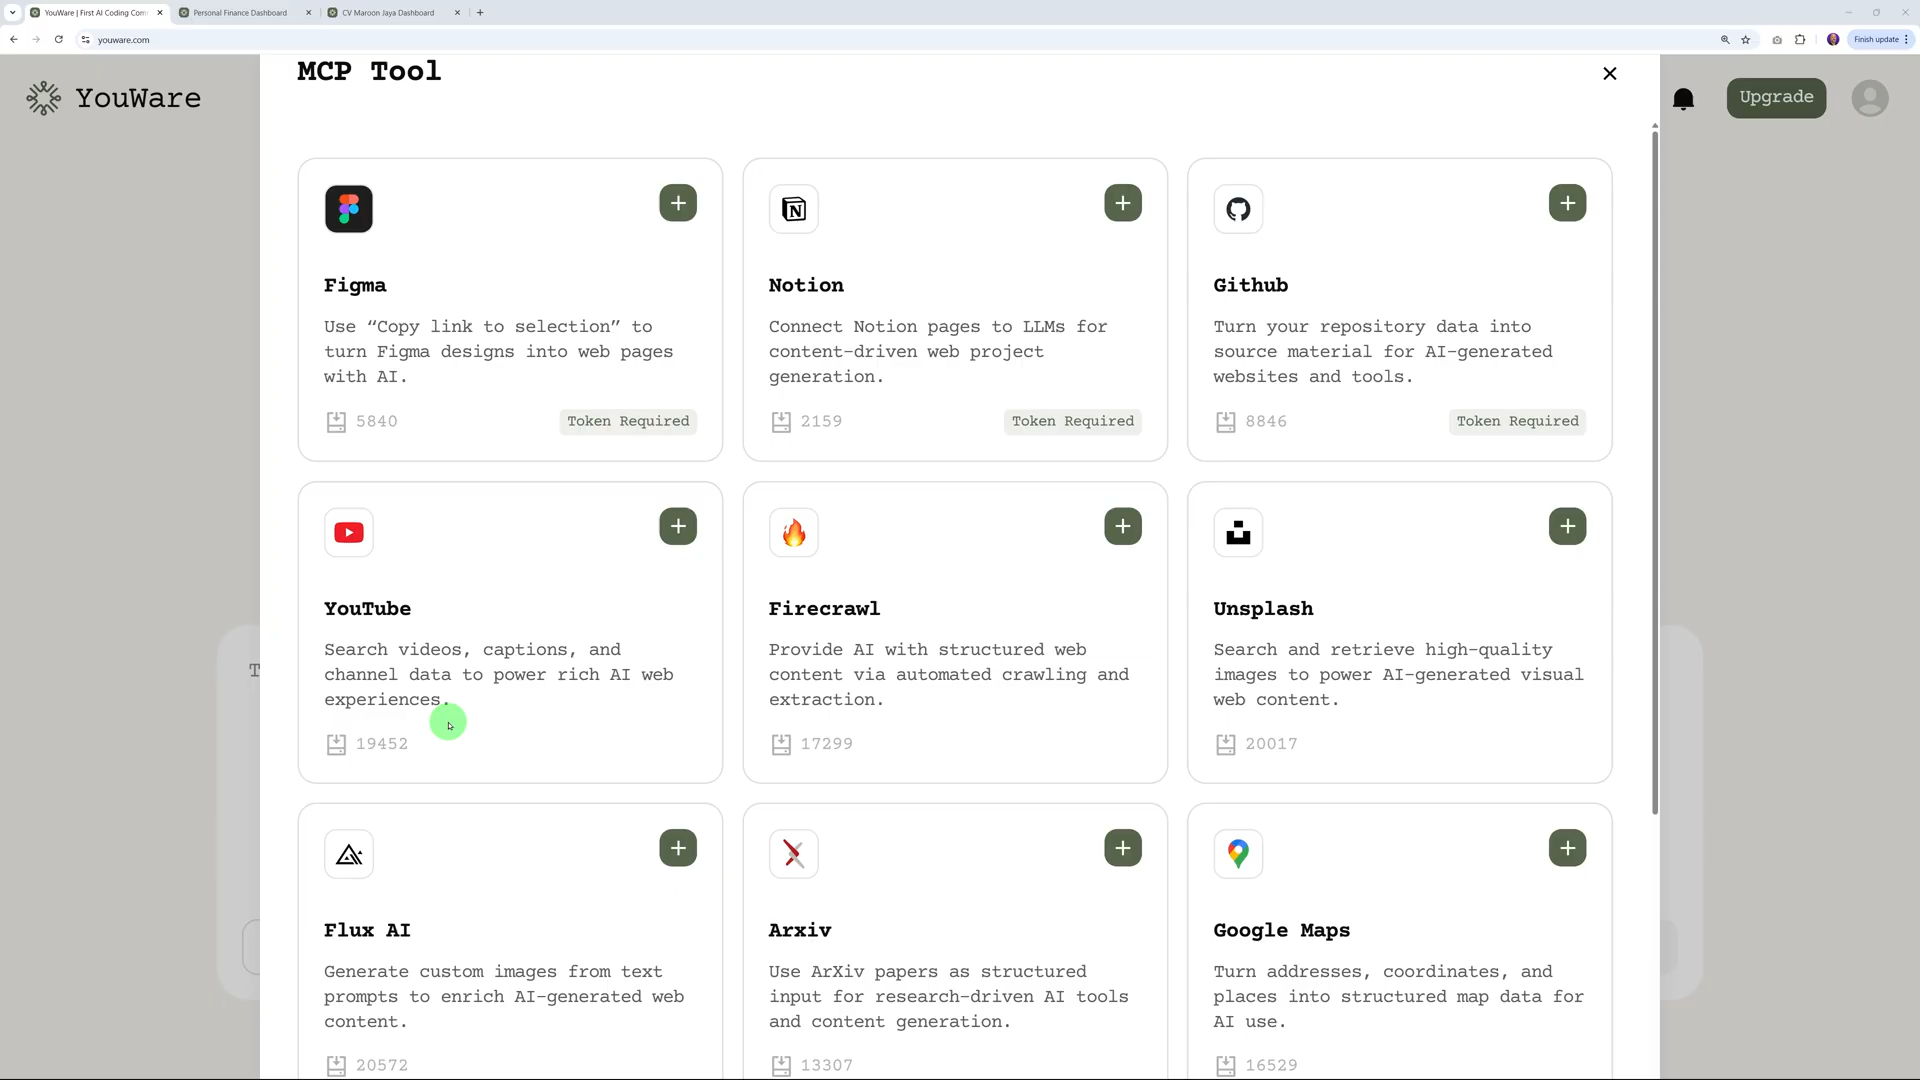 YouWare | First AI Coding Com
Personal Finance Dashboard
CV Maroon Jaya Dashboard
youware.com
Finish update
YouWare
MCP Tool
Upgrade
Figma
Use “Copy link to selection” to
turn Figma designs into web pages
with AI.
5840
Token Required
Notion
Connect Notion pages to LLMs for
content-driven web project
generation.
2159
Token Required
Github
Turn your repository data into
source material for AI-generated
websites and tools.
8846
Token Required
YouTube
Search videos, captions, and
channel data to power rich AI web
experiences.
19452
Firecrawl
Provide AI with structured web
content via automated crawling and
extraction.
17299
Unsplash
Search and retrieve high-quality
images to power AI-generated visual
web content.
20017
Flux AI
Generate custom images from text
prompts to enrich AI-generated web
content.
20572
Arxiv
Use ArXiv papers as structured
input for research-driven AI tools
and content generation.
13307
Google Maps
Turn addresses, coordinates, and
places into structured map data for
AI use.
16529